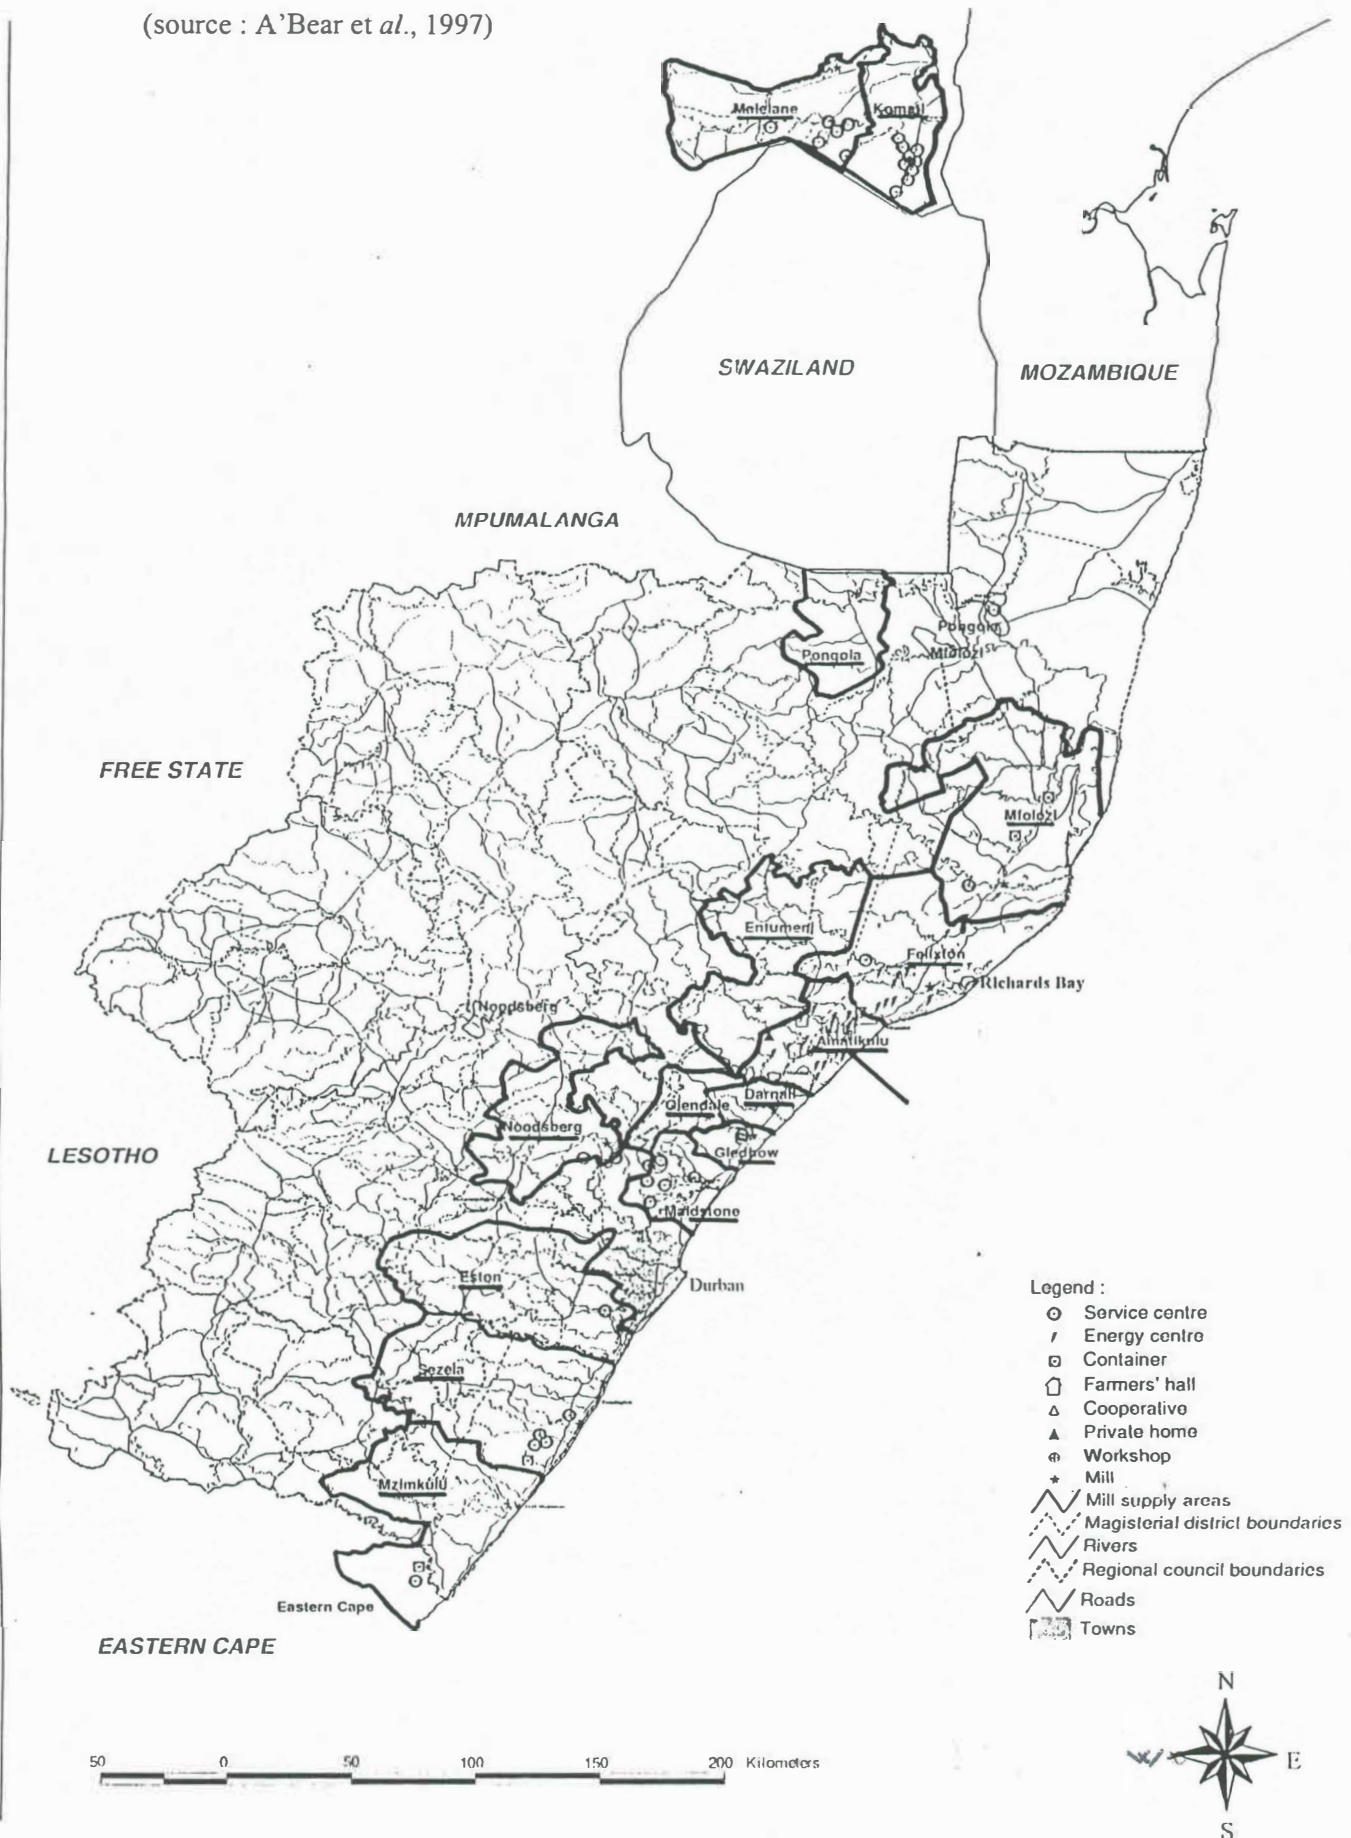 (source : A'Bear et al., 1997)
Melelane
Komati
SWAZILAND
MOZAMBIQUE
MPUMALANGA
Pongola
Pongola
Mfolozi
FREE STATE
Mfolozi
Entumeni
Felixton
Richards Bay
Noodsberg
Amatikulu
Darnall
Glendale
Noodsberg
LESOTHO
Gledhow
Maidstone
Eston
Durban
Sezela
Mzimkulu
Eastern Cape
EASTERN CAPE
Legend :
Service centre
Energy centre
Container
Farmers' hall
Cooperative
Private home
Workshop
Mill
Mill supply areas
Magisterial district boundaries
Rivers
Regional council boundaries
Roads
Towns
N
W
E
S
50 0 50 100 150 200 Kilometers